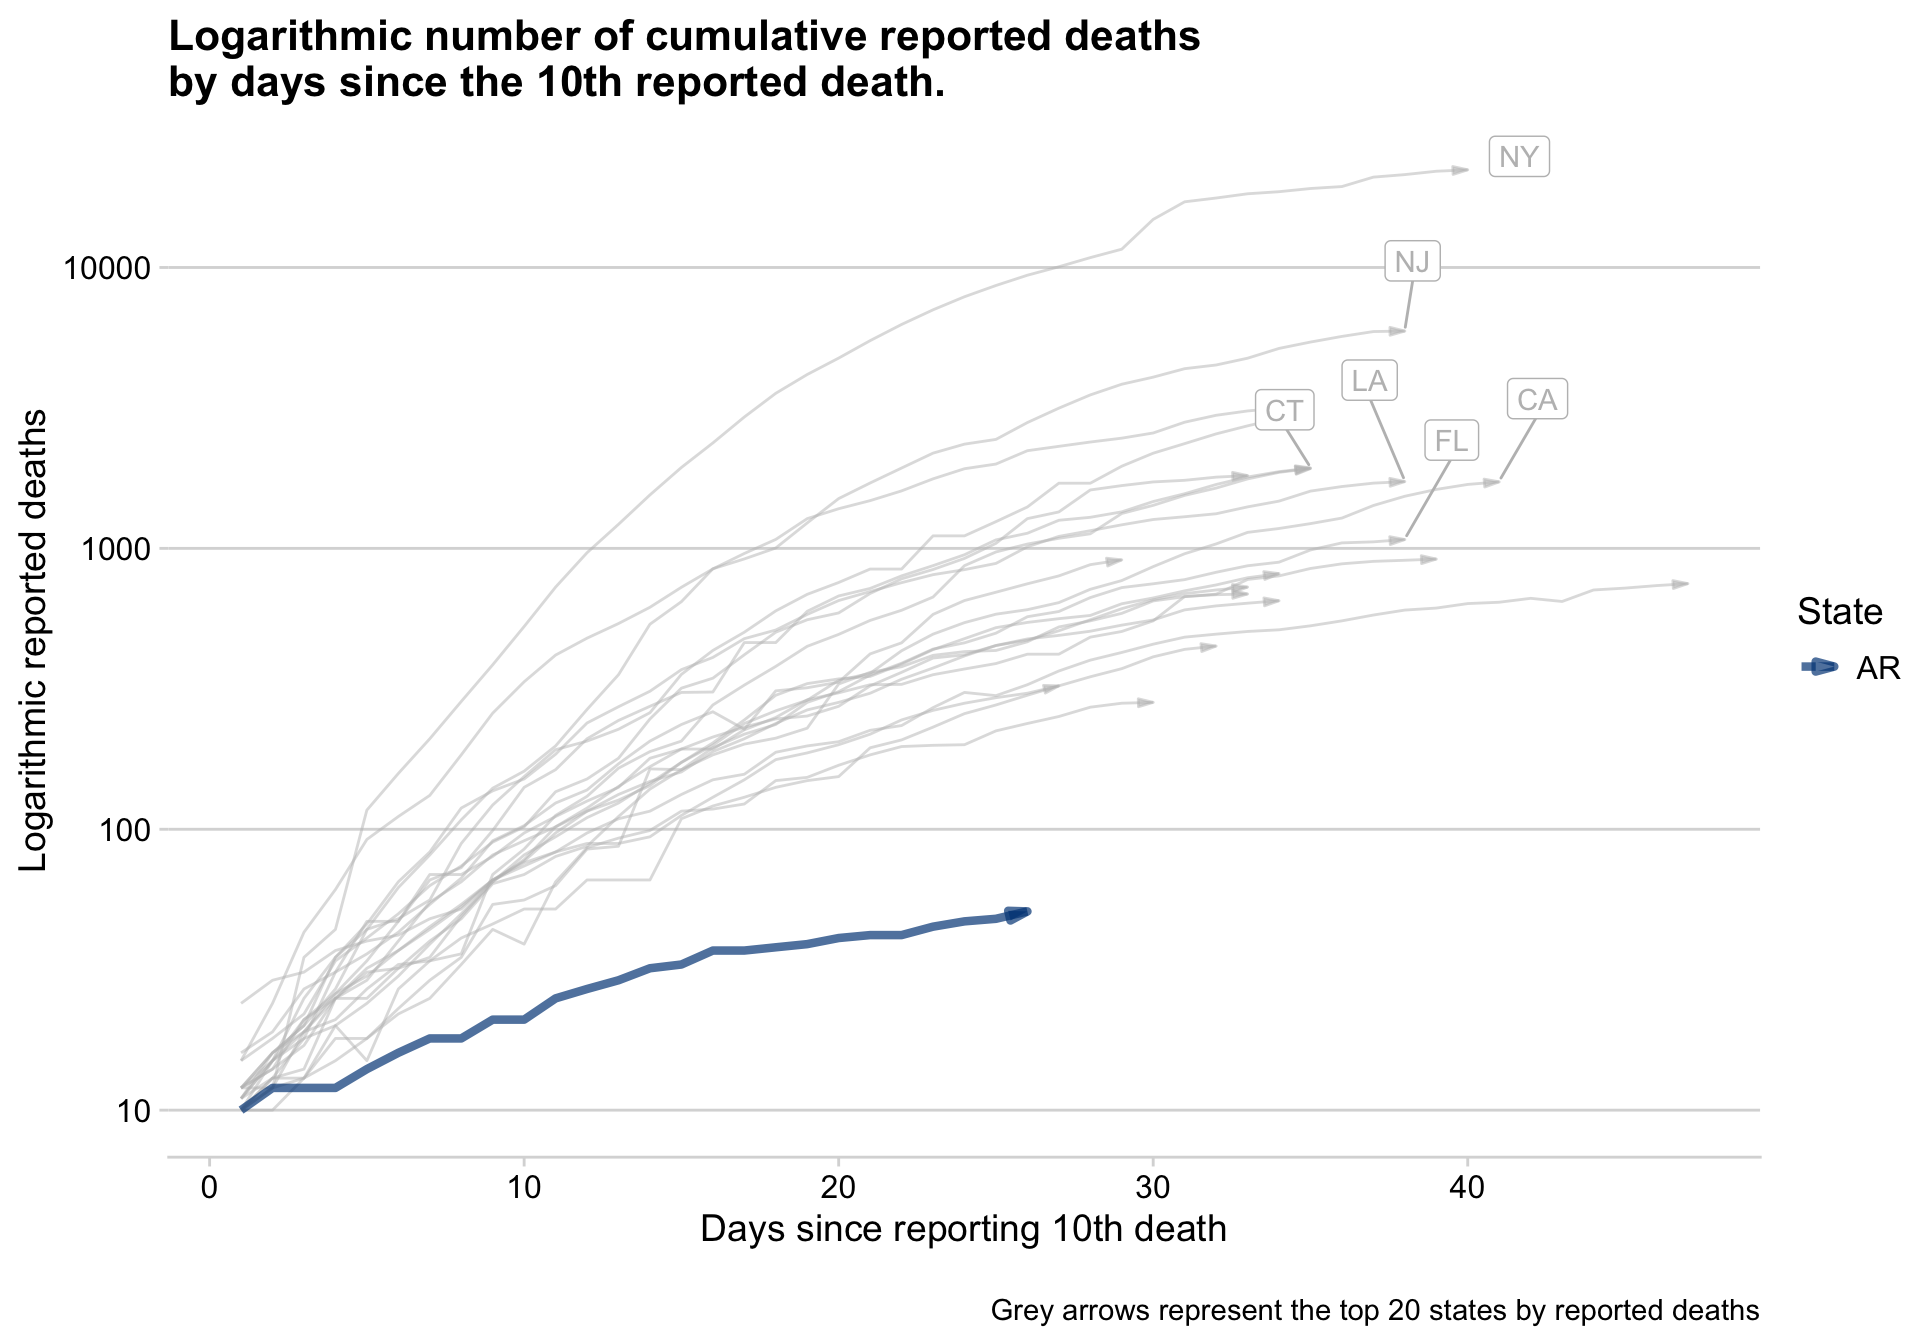 Logarithmic number of cumulative reported deaths
by days since the 10th reported death.
NY
10000
NJ
LA
CA
CT
FL
1000
State
AR
100
10
Logarithmic reported deaths
0 10 20 30 40
Days since reporting 10th death
Grey arrows represent the top 20 states by reported deaths